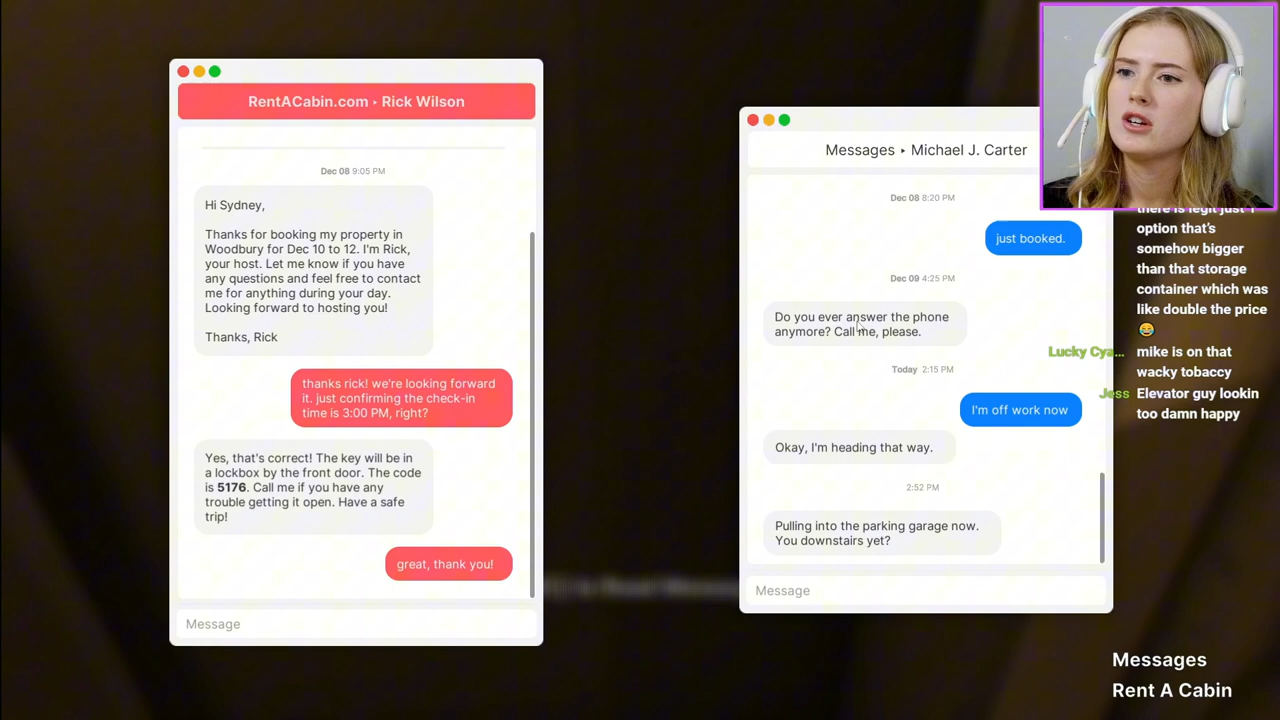 RentACabin.com ▸ Rick Wilson
Dec 08 9:05 PM
Hi Sydney,
Thanks for booking my property in
Woodbury for Dec 10 to 12. I'm Rick,
your host. Let me know if you have
any questions and feel free to contact
me for anything during your day.
Looking forward to hosting you!
Thanks, Rick
thanks rick! we're looking forward
it. just confirming the check-in
time is 3:00 PM, right?
Yes, that's correct! The key will be in
a lockbox by the front door. The code
is 5176. Call me if you have any
trouble getting it open. Have a safe
trip!
great, thank you!
Message
Messages ▸ Michael J. Carter
Dec 08 8:20 PM
just booked.
Dec 09 4:25 PM
Do you ever answer the phone
anymore? Call me, please.
Today 2:15 PM
I'm off work now
Okay, I'm heading that way.
2:52 PM
Pulling into the parking garage now.
You downstairs yet?
Message
there is legit just 1
option that's
somehow bigger
than that storage
container which was
like double the price
😂
Lucky Cya... mike is on that
wacky tobaccy
Jess Elevator guy lookin
too damn happy
Messages
Rent A Cabin